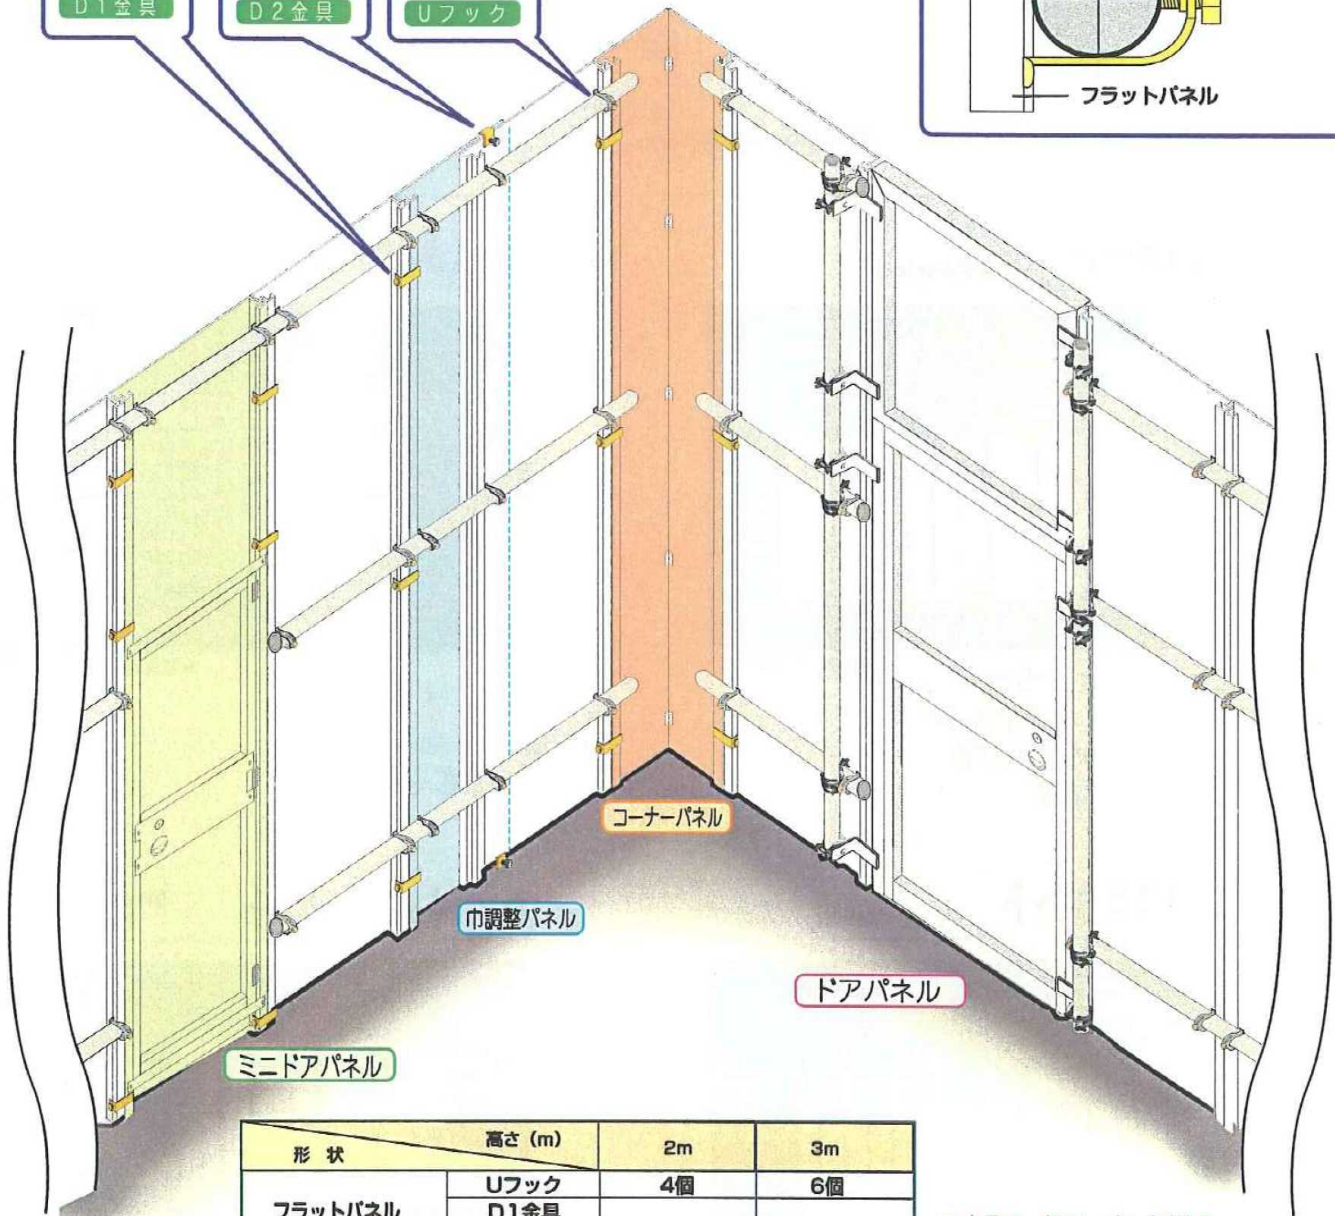 D1金具
D2金具
Uフック
フラットパネル
コーナーパネル
巾調整パネル
ドアパネル
ミニドアパネル
形 状 高さ (m) 2m 3m
フラットパネル Uフック 4個 6個
D1金具